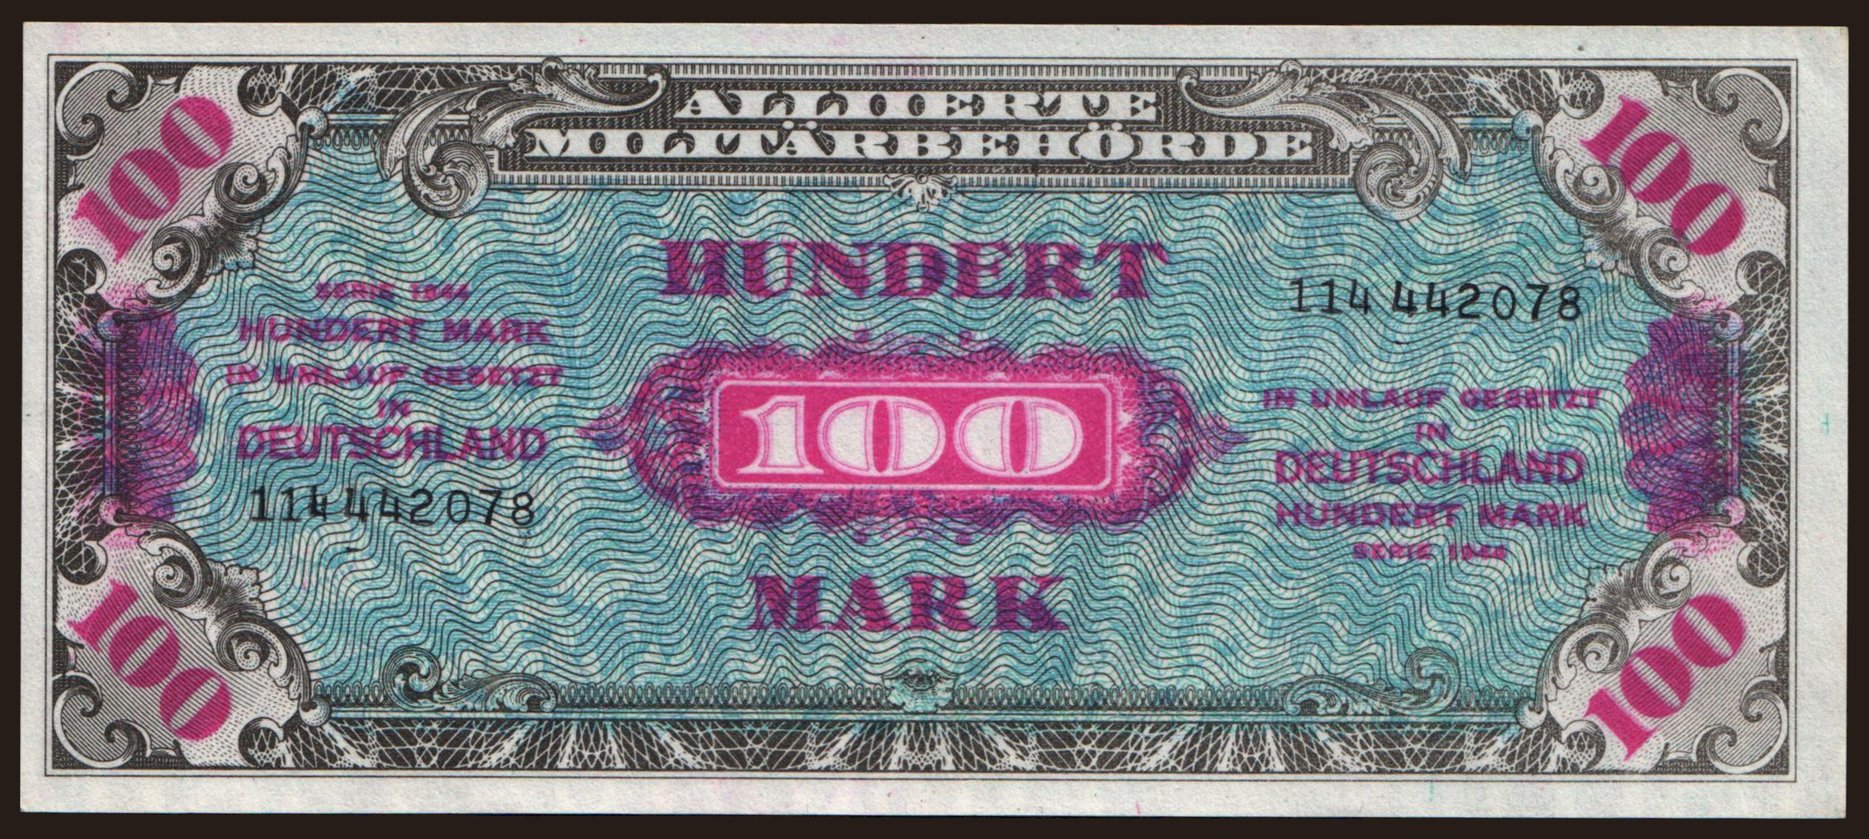 ALLIIERTE
MILITÄRBEHÖRDE
100
100
HUNDERT
SERIE 1944
HUNDERT MARK
IN UMLAUF GESETZT
IN
DEUTSCHLAND
114442078
100
114442078
IN UMLAUF GESETZT
IN
DEUTSCHLAND
HUNDERT MARK
SERIE 1944
MARK
100
100